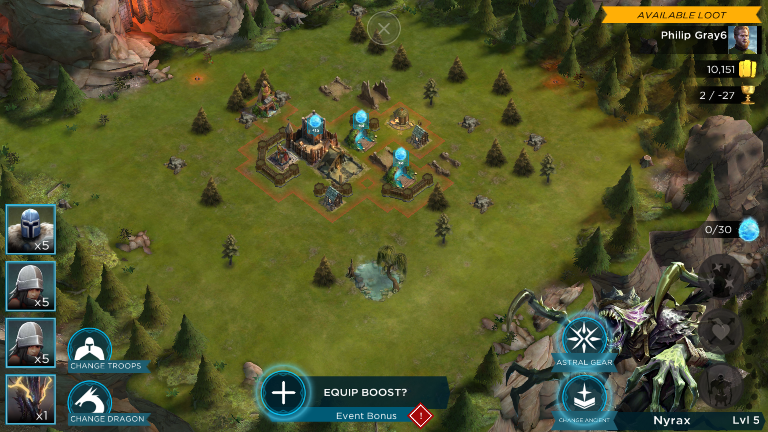 AVAILABLE LOOT
Philip Gray6
10,151
2 / -27
0/30
x5
x5
x5
x1
CHANGE TROOPS
CHANGE DRAGON
EQUIP BOOST?
Event Bonus
ASTRAL GEAR
CHANGE ANCIENT
Nyrax Lvl 5